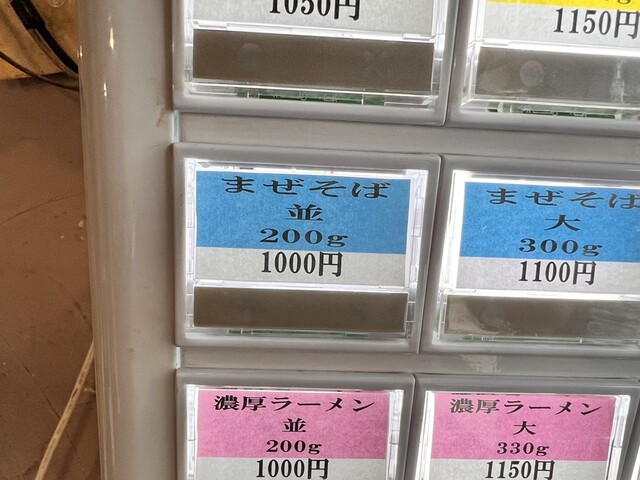 1050円
1150円
まぜそば
並
200g
1000円
まぜそば
大
300g
1100円
濃厚ラーメン
並
200g
1000円
濃厚ラーメン
大
330g
1150円